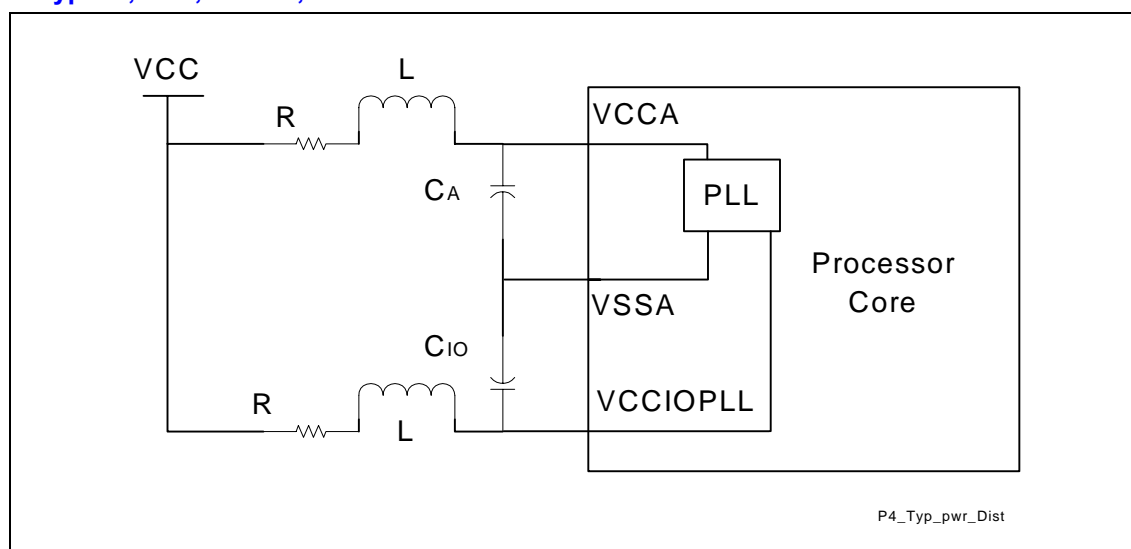 VCC
L
R
VCCA
CA
PLL
Processor
Core
VSSA
CIO
VCCIOPLL
R
L
P4_Typ_pwr_Dist